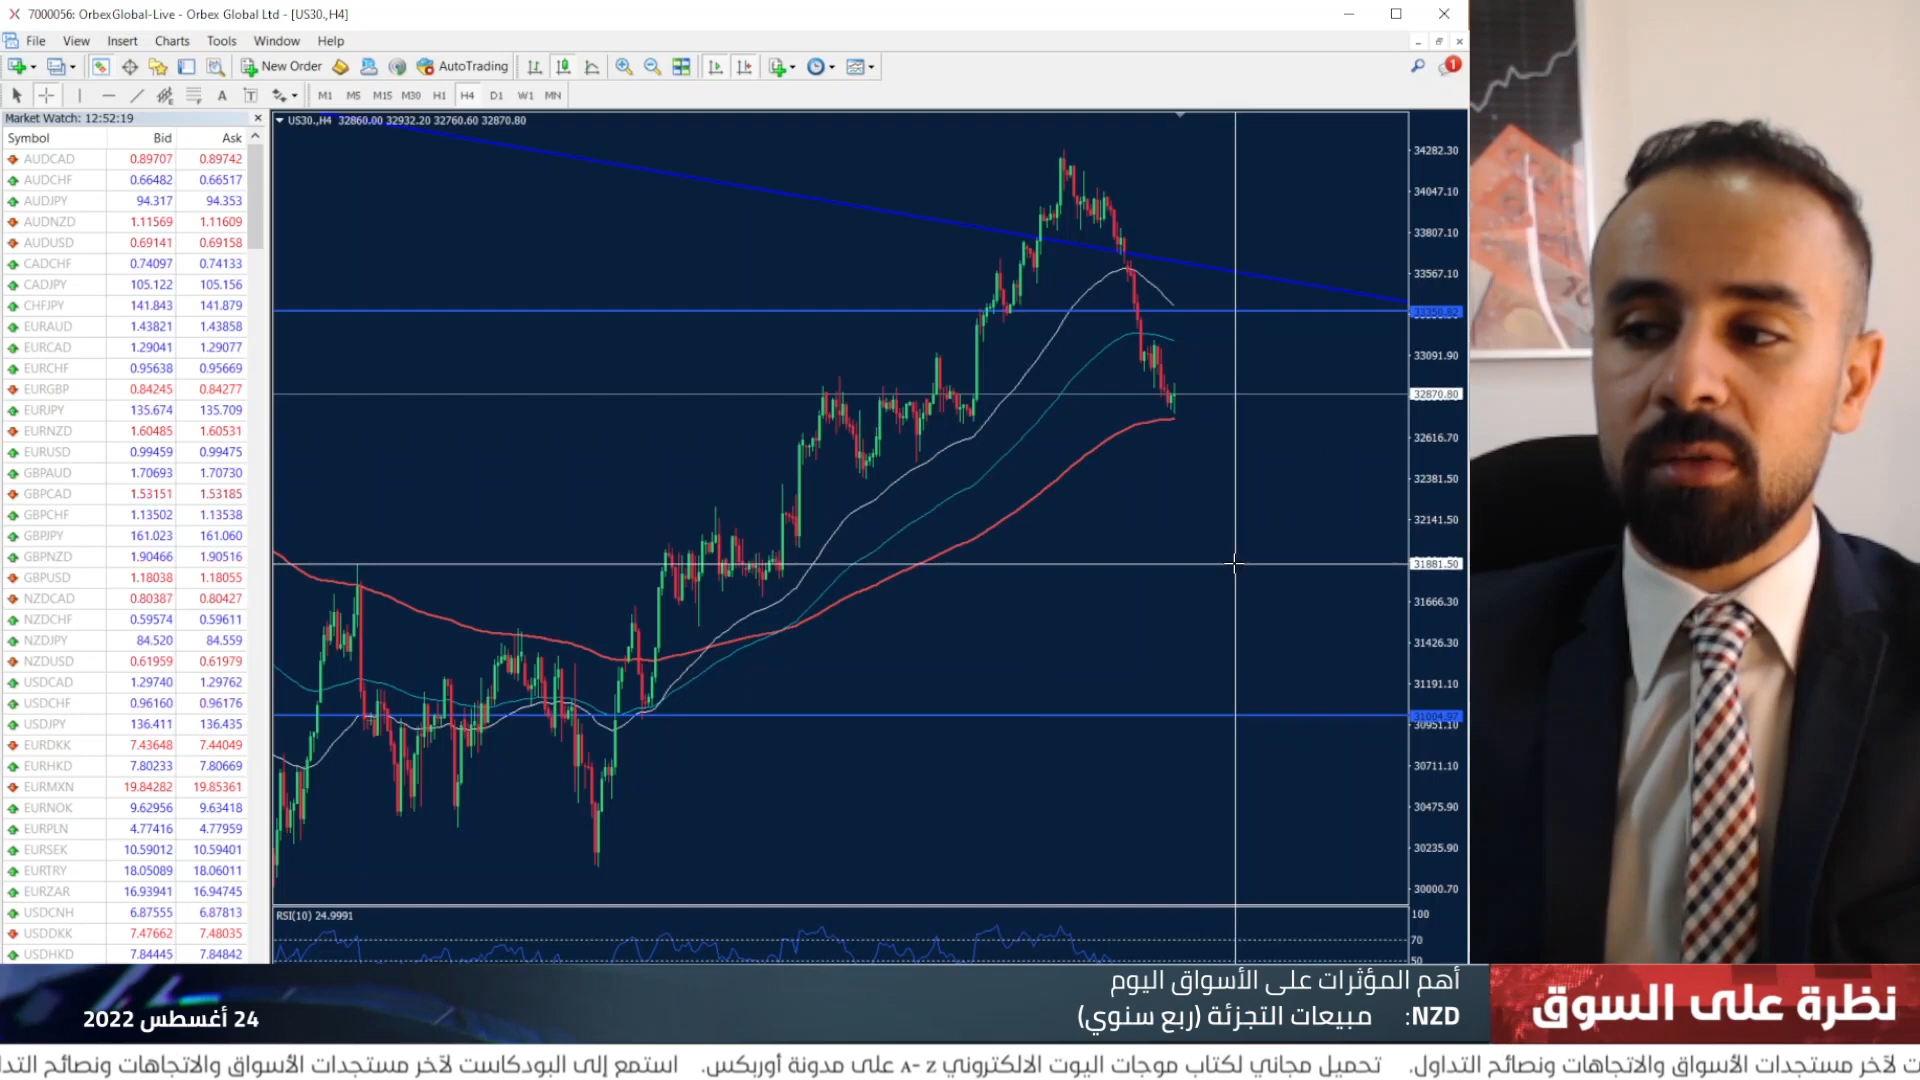 7000056: OrbexGlobal-Live - Orbex Global Ltd - [US30.,H4]
File View Insert Charts Tools Window Help
New Order AutoTrading 1
A T M1 M5 M15 M30 H1 H4 D1 W1 MN
Market Watch: 12:52:19
Symbol Bid Ask
AUDCAD 0.89707 0.89742
AUDCHF 0.66482 0.66517
AUDJPY 94.317 94.353
AUDNZD 1.11569 1.11609
AUDUSD 0.69141 0.69158
CADCHF 0.74097 0.74133
CADJPY 105.122 105.156
CHFJPY 141.843 141.879
EURAUD 1.43821 1.43858
EURCAD 1.29041 1.29077
EURCHF 0.95638 0.95669
EURGBP 0.84245 0.84277
EURJPY 135.674 135.709
EURNZD 1.60485 1.60531
EURUSD 0.99459 0.99475
GBPAUD 1.70693 1.70730
GBPCAD 1.53151 1.53185
GBPCHF 1.13502 1.13538
GBPJPY 161.023 161.060
GBPNZD 1.90466 1.90516
GBPUSD 1.18038 1.18055
NZDCAD 0.80387 0.80427
NZDCHF 0.59574 0.59611
NZDJPY 84.520 84.559
NZDUSD 0.61959 0.61979
USDCAD 1.29740 1.29762
USDCHF 0.96160 0.96176
USDJPY 136.411 136.435
EURDKK 7.43648 7.44049
EURHKD 7.80233 7.80669
EURMXN 19.84282 19.85361
EURNOK 9.62956 9.63418
EURPLN 4.77416 4.77959
EURSEK 10.59012 10.59401
EURTRY 18.05089 18.06011
EURZAR 16.93941 16.94745
USDCNH 6.87555 6.87813
USDDKK 7.47662 7.48035
USDHKD 7.84445 7.84842
US30.,H4 32860.00 32932.20 32760.60 32870.80
34282.30
34047.10
33807.10
33567.10
33350.82
33091.90
32870.80
32616.70
32381.50
32141.50
31881.50
31666.30
31426.30
31191.10
31004.97
30951.10
30711.10
30475.90
30235.90
30000.70
RSI(10) 24.9991
100
70
50
أهم المؤثرات على الأسواق اليوم
NZD: مبيعات التجزئة (ربع سنوي)
نظرة على السوق
24 أغسطس 2022
ت لآخر مستجدات الأسواق والاتجاهات ونصائح التداول. تحميل مجاني لكتاب موجات اليوت الالكتروني A- Z على مدونة أوربكس. استمع إلى البودكاست لآخر مستجدات الأسواق والاتجاهات ونصائح التدا